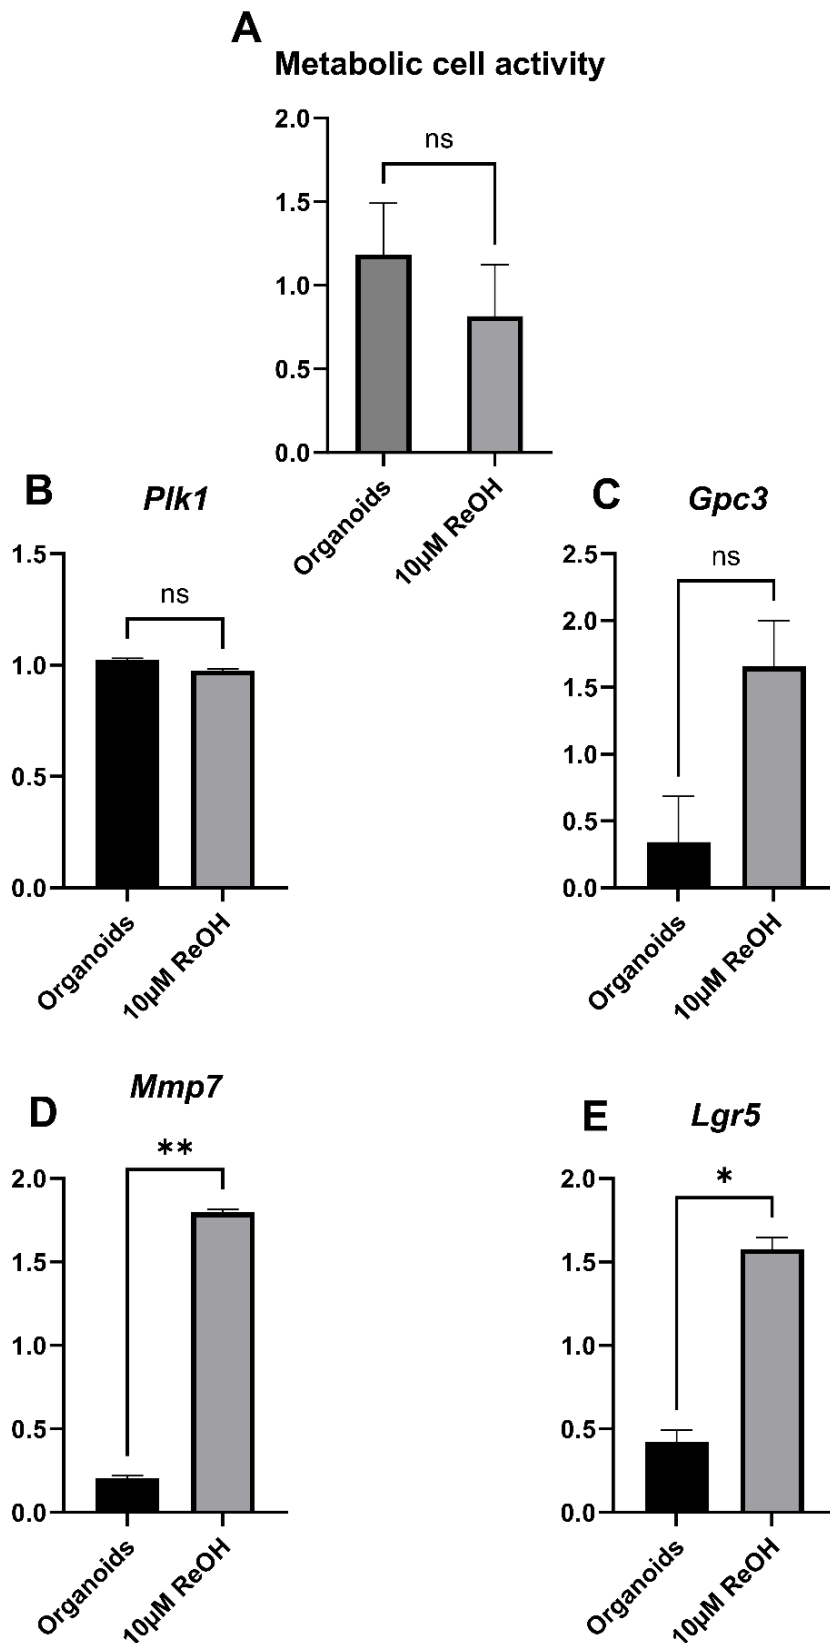 A
Metabolic cell activity
2.0
1.5
1.0
0.5
0.0
ns
Organoids
10µM ReOH
B
Plk1
1.5
1.0
0.5
0.0
ns
Organoids
10µM ReOH
C
Gpc3
2.5
2.0
1.5
1.0
0.5
0.0
ns
Organoids
10µM ReOH
D
Mmp7
**
2.0
1.5
1.0
0.5
0.0
Organoids
10µM ReOH
E
Lgr5
*
2.0
1.5
1.0
0.5
0.0
Organoids
10µM ReOH